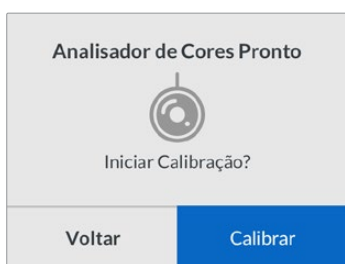 Analisador de Cores Pronto
Iniciar Calibração?
Voltar
Calibrar